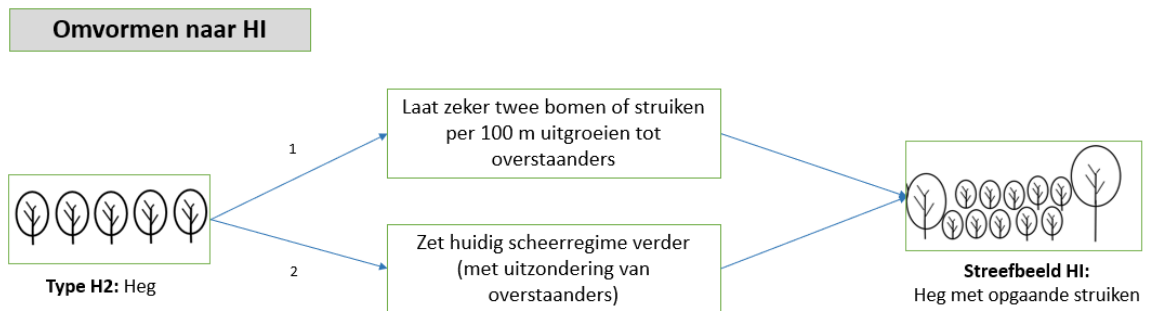 Omvormen naar HI
Laat zeker twee bomen of struiken
per 100 m uitgroeien tot
overstaanders
1
Type H2: Heg
2
Zet huidig scheerregime verder
(met uitzondering van
overstaanders)
Streefbeeld HI:
Heg met opgaande struiken